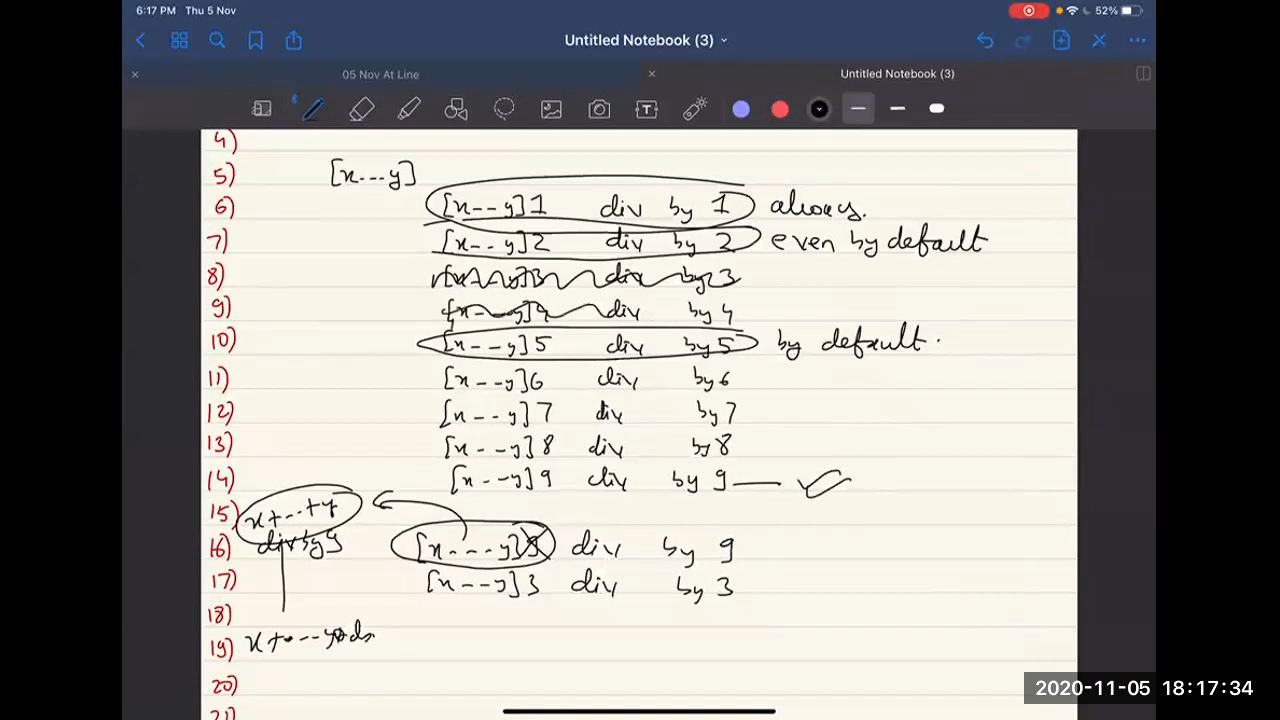 6:17 PM Thu 5 Nov
52%
Untitled Notebook (3)
05 Nov At Line
Untitled Notebook (3)
4)
5) [x---y]
6) [x--y]1 div by 1 always.
7) [x--y]2 div by 2 even by default
8) div by 3
9) [x--y]4 div by 4
10) [x--y]5 div by 5 by default.
11) [x--y]6 div by 6
12) [x--y]7 div by 7
13) [x--y]8 div by 8
14) [x--y]9 div by 9
15) x+---+y
16) div by 9 [x----y]9 div by 9
17) [x--y]3 div by 3
18)
19) x+---y
20)
21)
2020-11-05 18:17:34